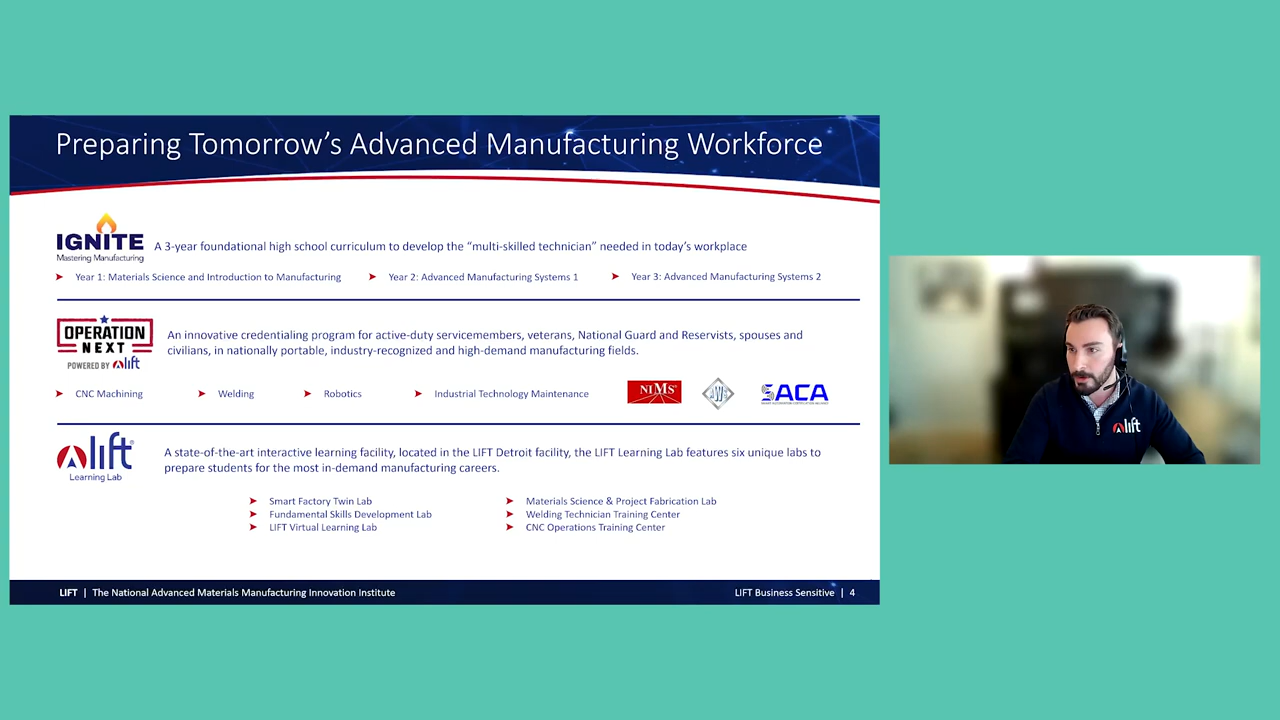 Preparing Tomorrow's Advanced Manufacturing Workforce
IGNITE
Mastering Manufacturing
A 3-year foundational high school curriculum to develop the “multi-skilled technician” needed in today's workplace
Year 1: Materials Science and Introduction to Manufacturing
Year 2: Advanced Manufacturing Systems 1
Year 3: Advanced Manufacturing Systems 2
OPERATION
NEXT
POWERED BY lift
An innovative credentialing program for active-duty servicemembers, veterans, National Guard and Reservists, spouses and
civilians, in nationally portable, industry-recognized and high-demand manufacturing fields.
CNC Machining
Welding
Robotics
Industrial Technology Maintenance
NIMS
AWS
SACA
lift
Learning Lab
A state-of-the-art interactive learning facility, located in the LIFT Detroit facility, the LIFT Learning Lab features six unique labs to
prepare students for the most in-demand manufacturing careers.
Smart Factory Twin Lab
Fundamental Skills Development Lab
LIFT Virtual Learning Lab
Materials Science & Project Fabrication Lab
Welding Technician Training Center
CNC Operations Training Center
LIFT | The National Advanced Materials Manufacturing Innovation Institute
LIFT Business Sensitive | 4
lift